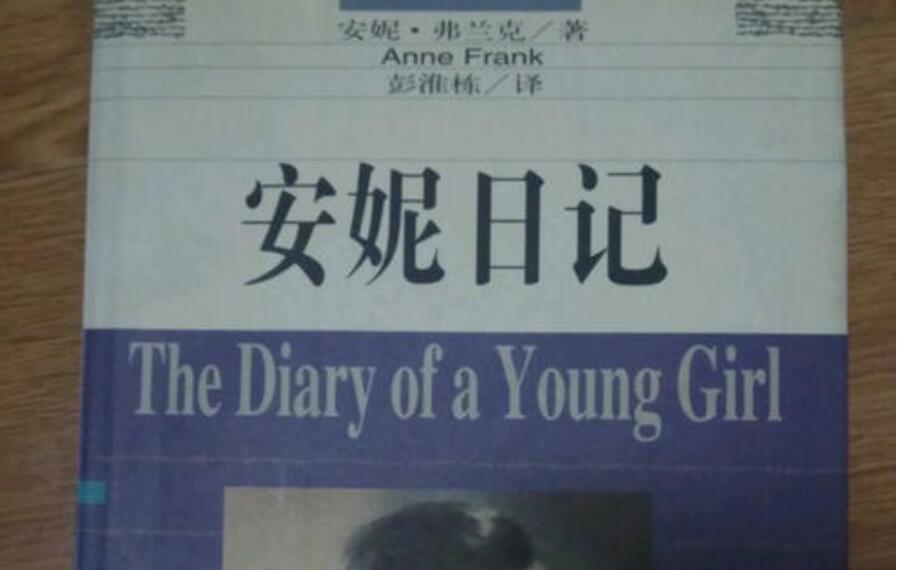 安妮·弗兰克／著
Anne Frank
彭淮栋／译
安妮日记
The Diary of a Young Girl